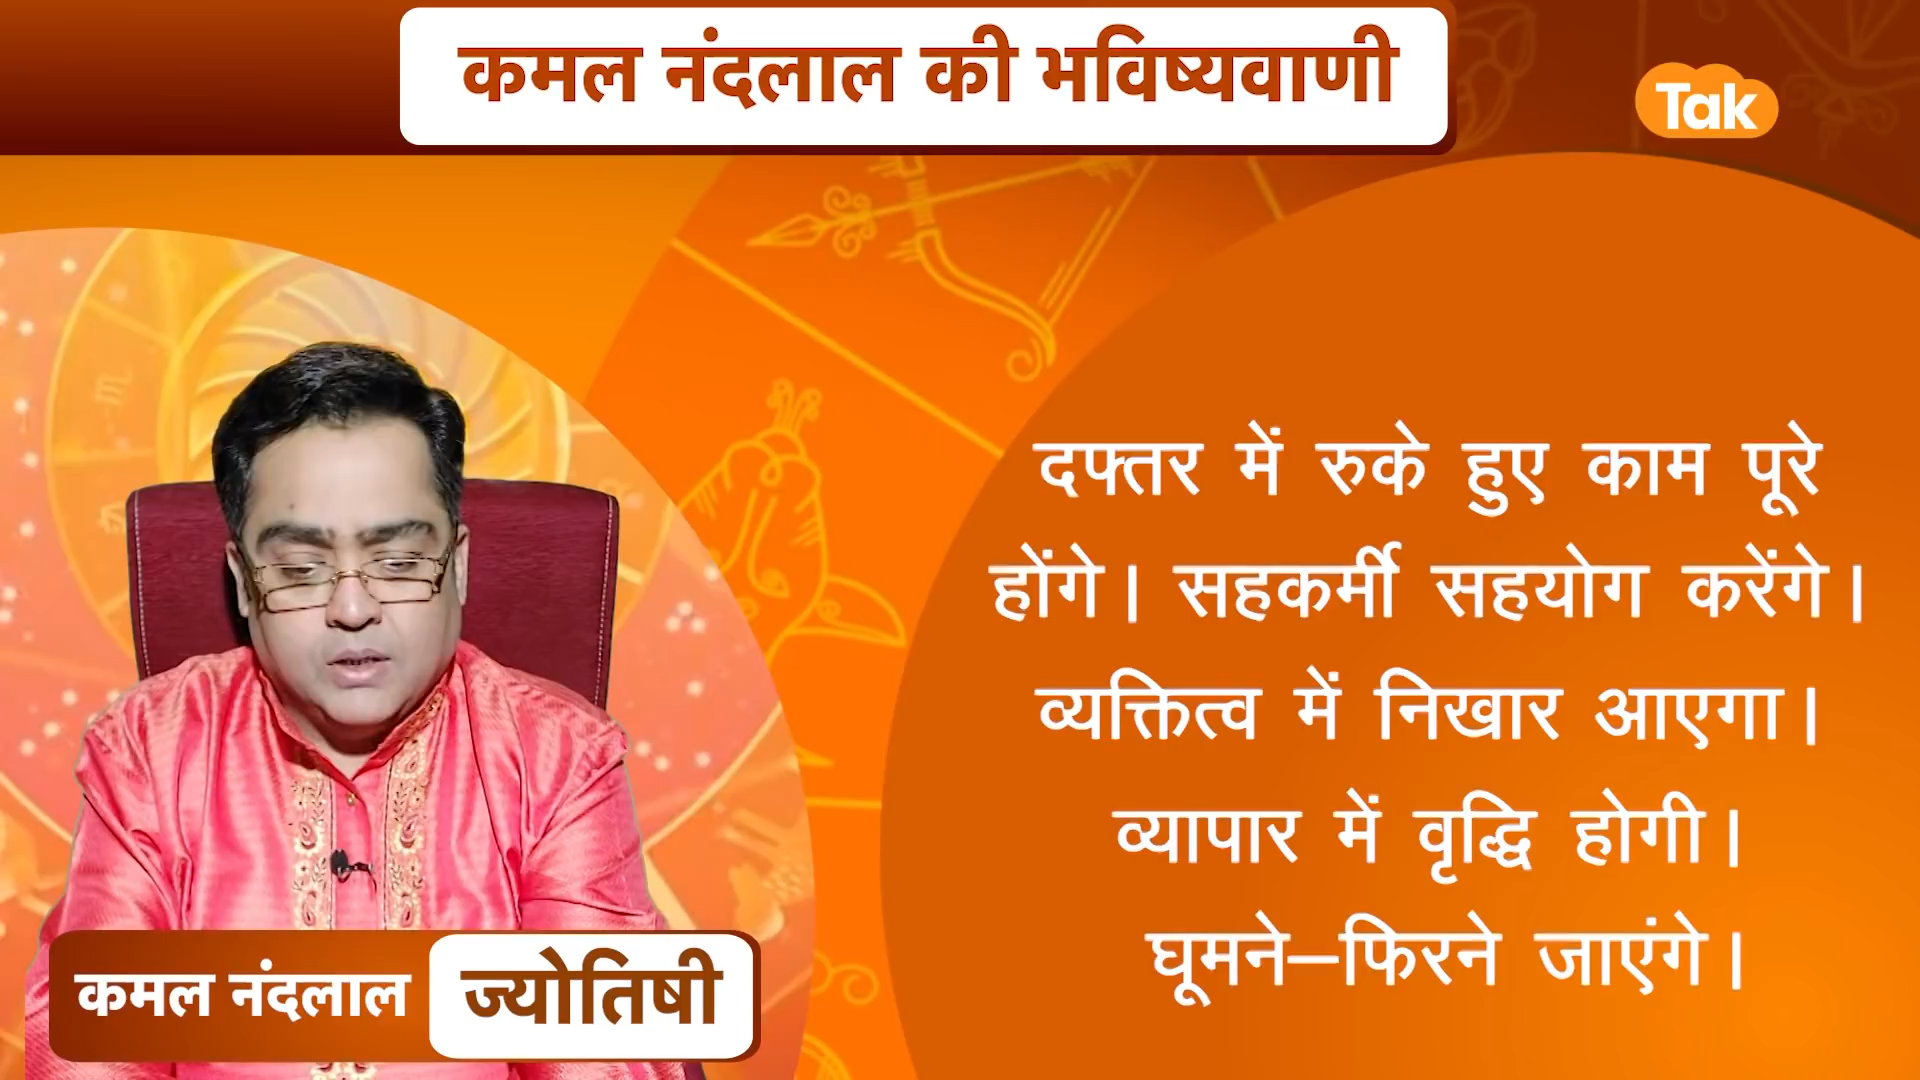 कमल नंदलाल की भविष्यवाणी
Tak
दफ्तर में रुके हुए काम पूरे
होंगे। सहकर्मी सहयोग करेंगे।
व्यक्तित्व में निखार आएगा।
व्यापार में वृद्धि होगी।
घूमने–फिरने जाएंगे।
कमल नंदलाल ज्योतिषी